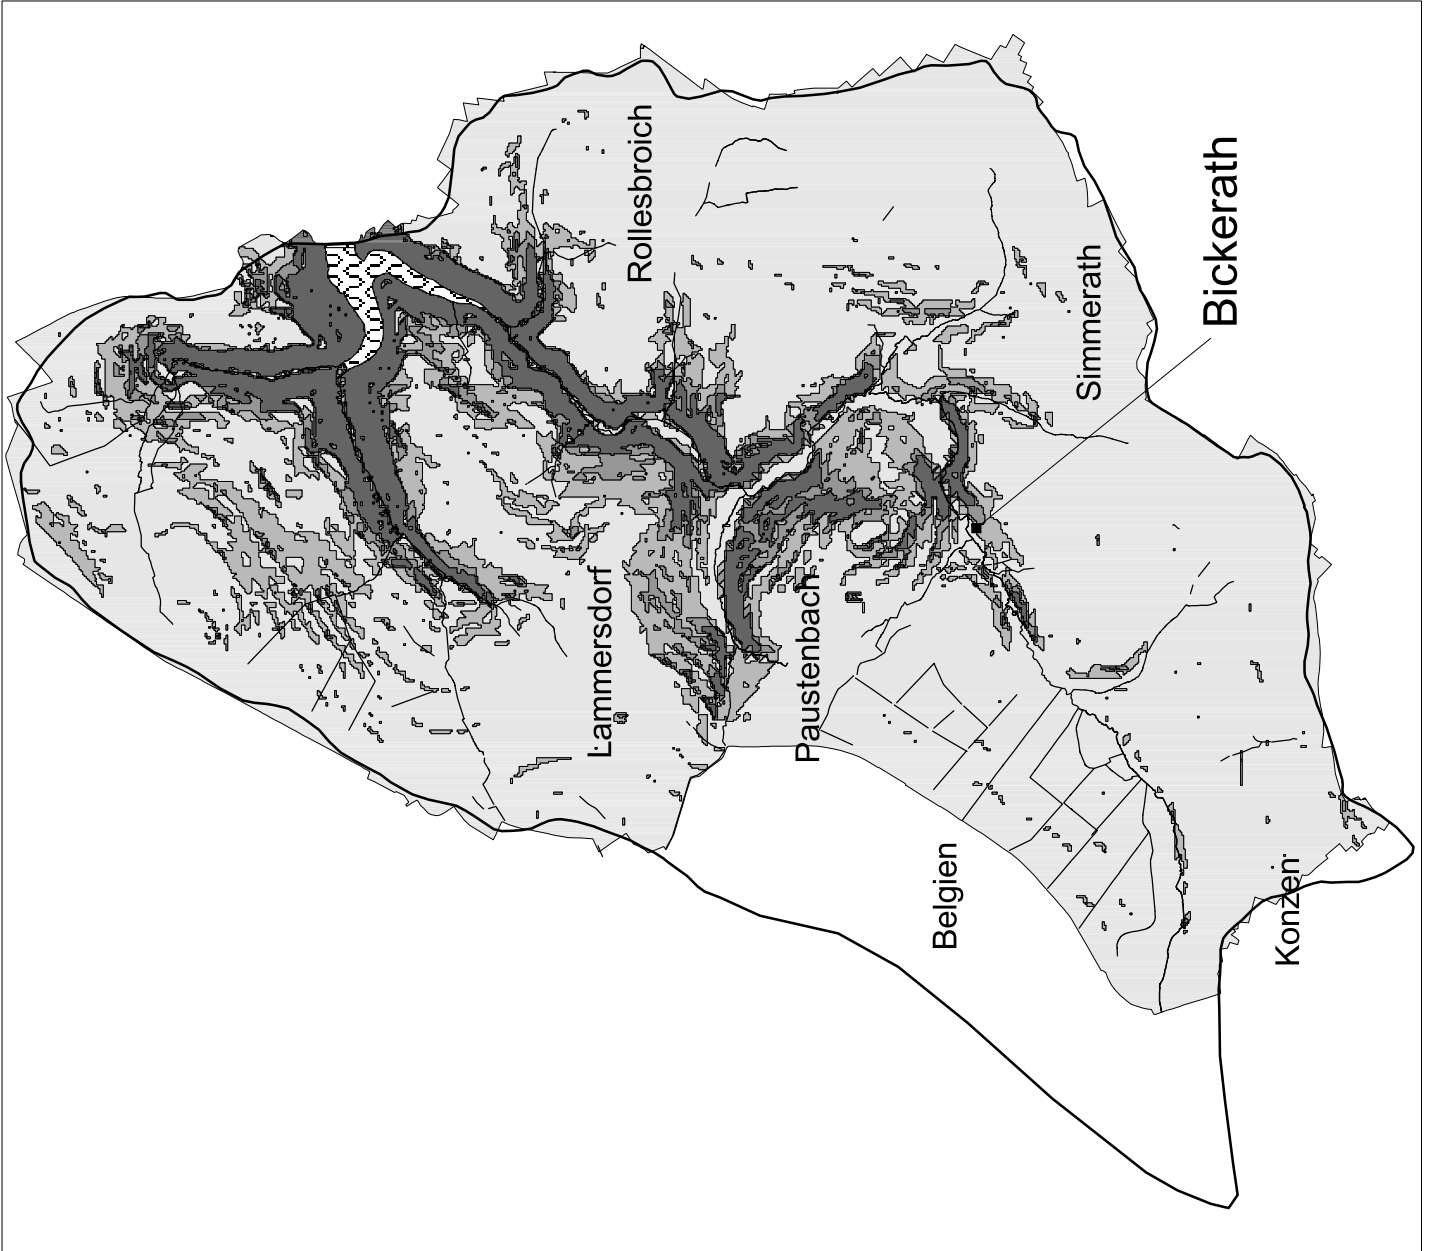 Lammersdorf
Rollesbroich
Paustenbach
Belgien
Simmerath
Bickerath
Konzen